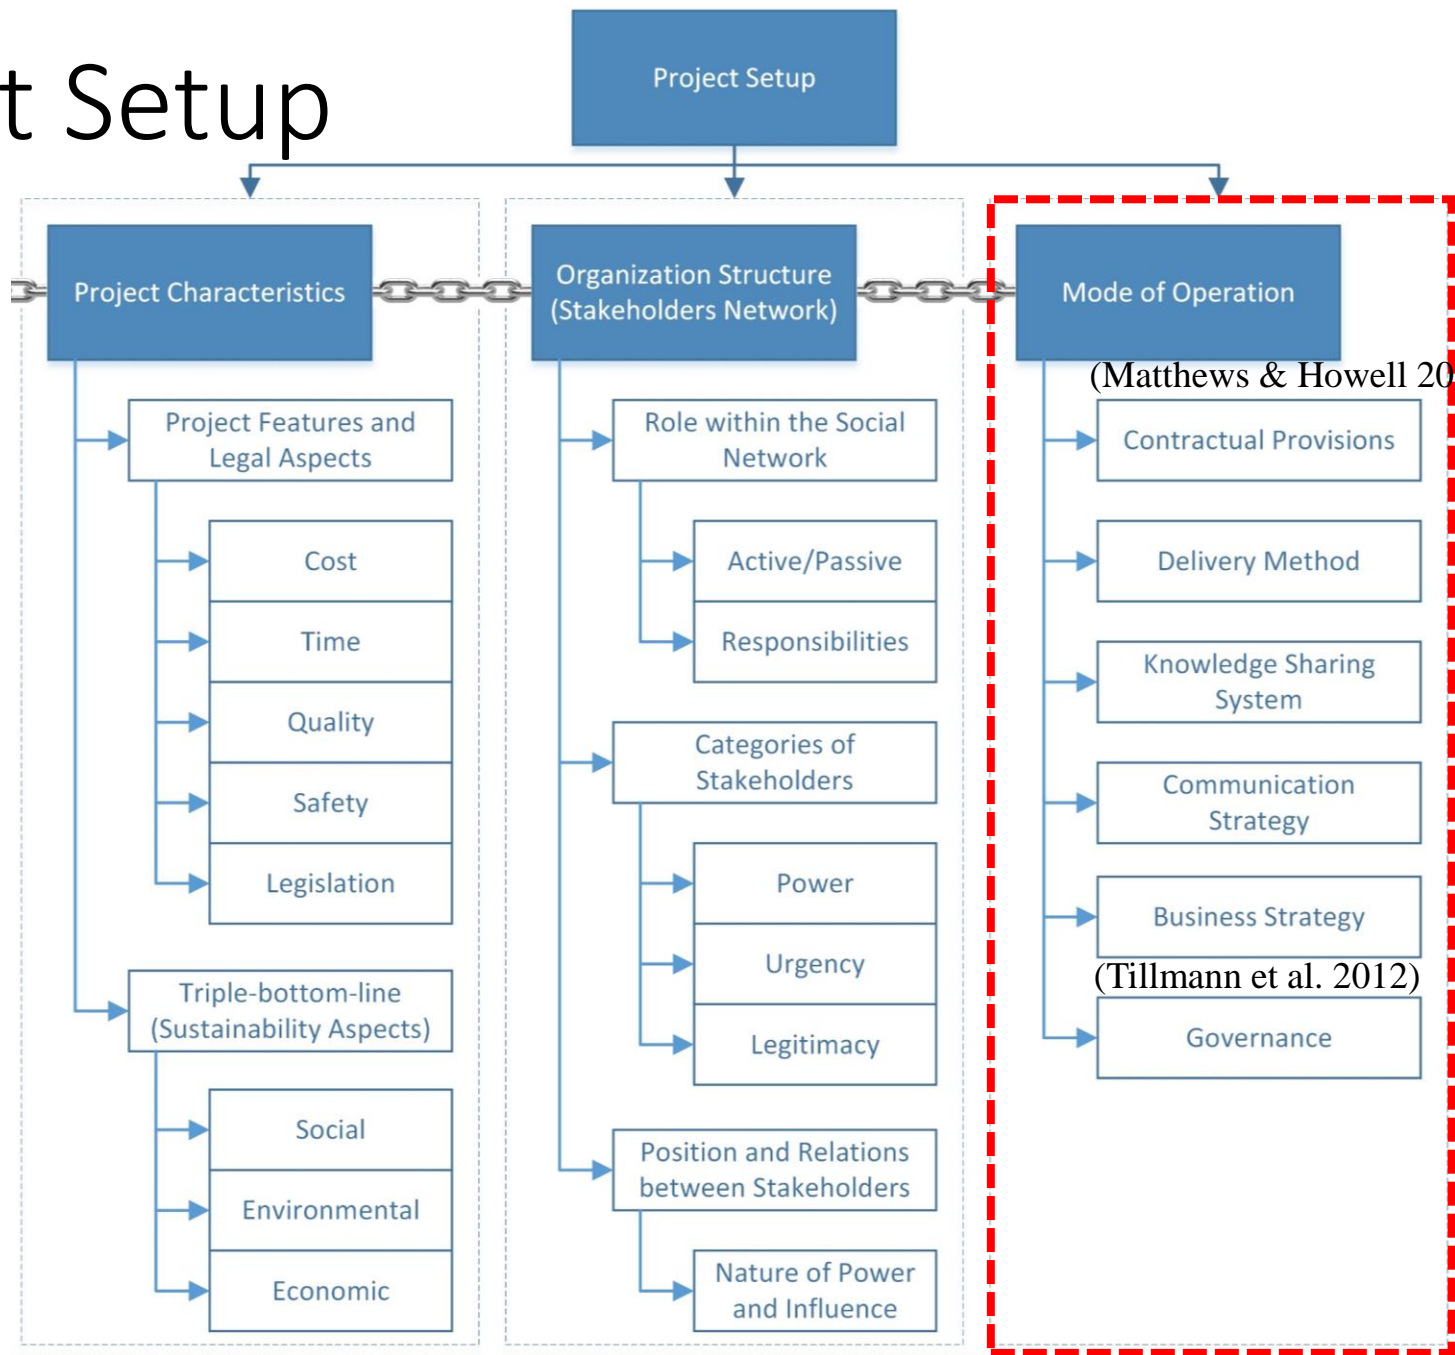 t Setup
Project Setup
Project Characteristics
Organization Structure
(Stakeholders Network)
Mode of Operation
Project Features and
Legal Aspects
Cost
Time
Quality
Safety
Legislation
Triple-bottom-line
(Sustainability Aspects)
Social
Environmental
Economic
Role within the Social
Network
Active/Passive
Responsibilities
Categories of
Stakeholders
Power
Urgency
Legitimacy
Position and Relations
between Stakeholders
Nature of Power
and Influence
(Matthews & Howell 20
Contractual Provisions
Delivery Method
Knowledge Sharing
System
Communication
Strategy
Business Strategy
(Tillmann et al. 2012)
Governance